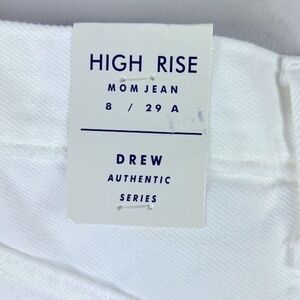 HIGH RISE
MOM JEAN
8 / 29 A
DREW
AUTHENTIC
SERIES